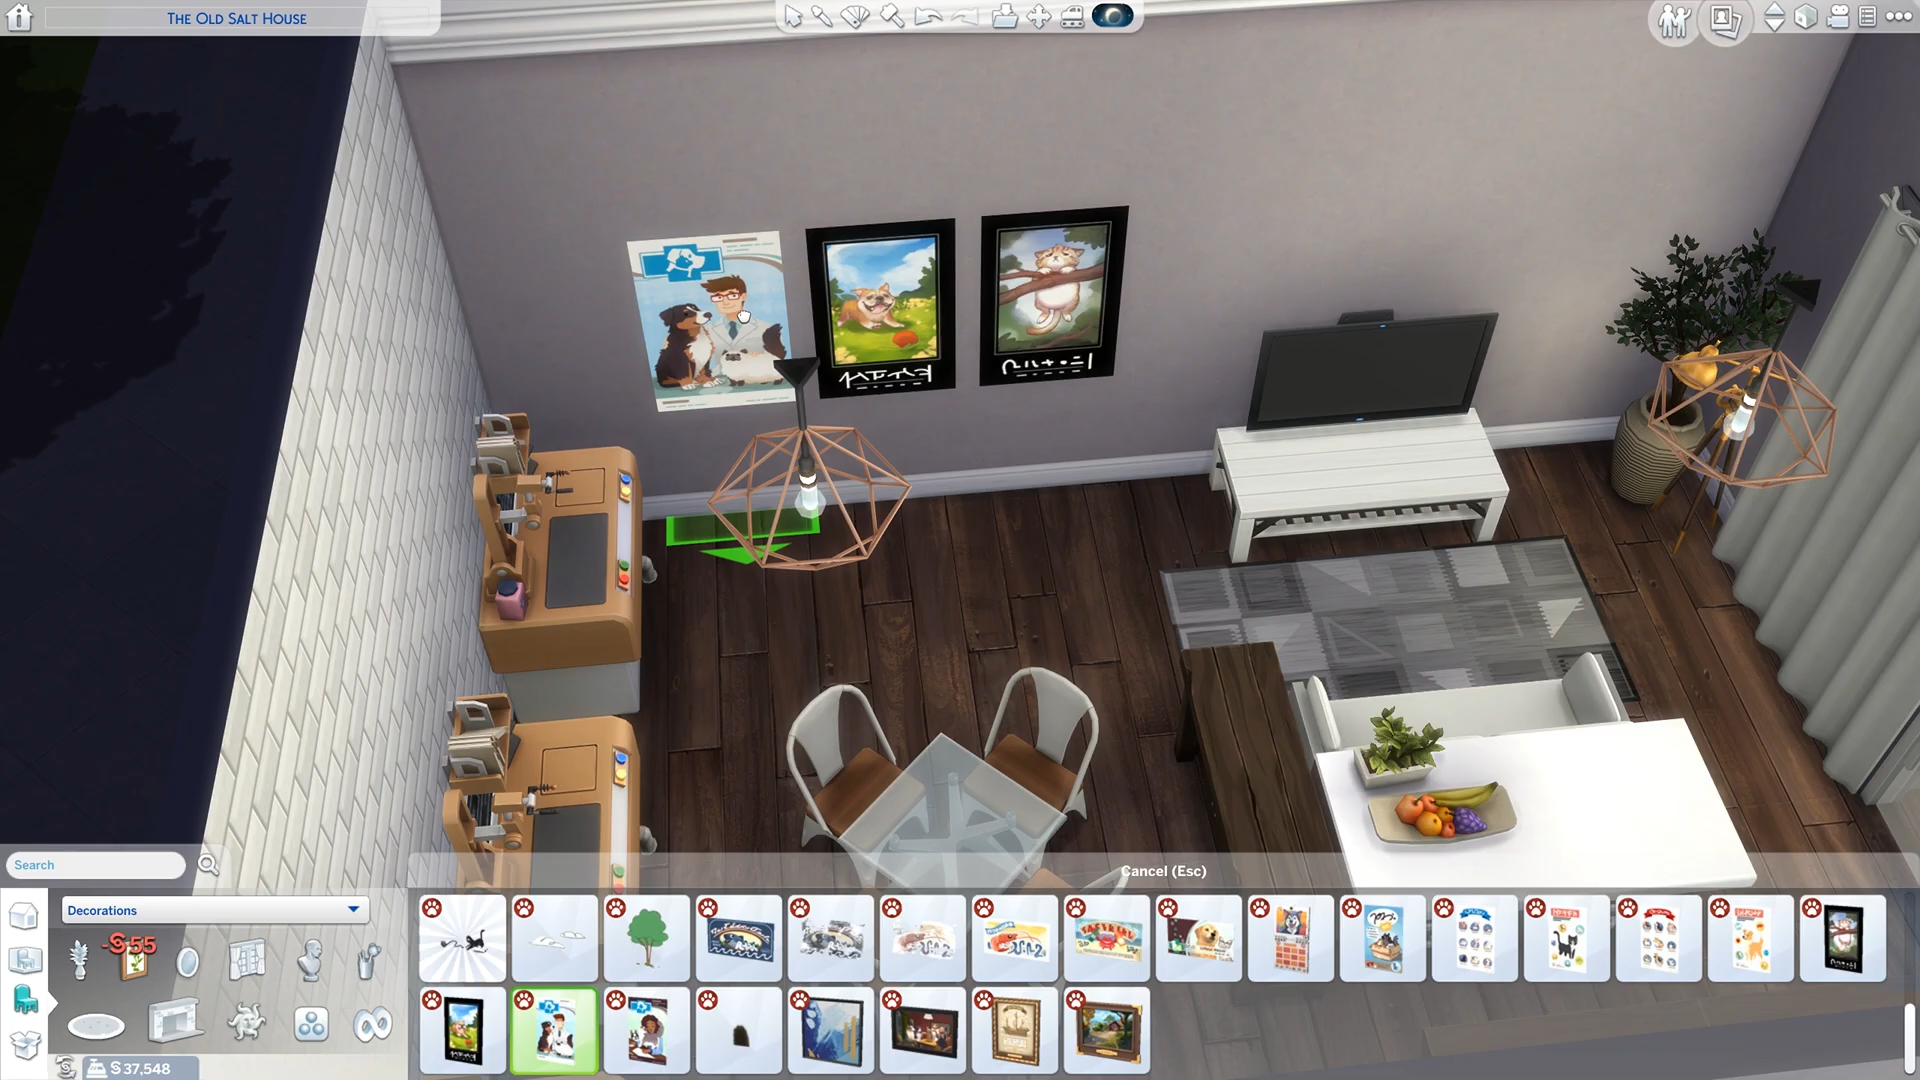 THE OLD SALT HOUSE
Search
Cancel (Esc)
Decorations
-§55
§37,548